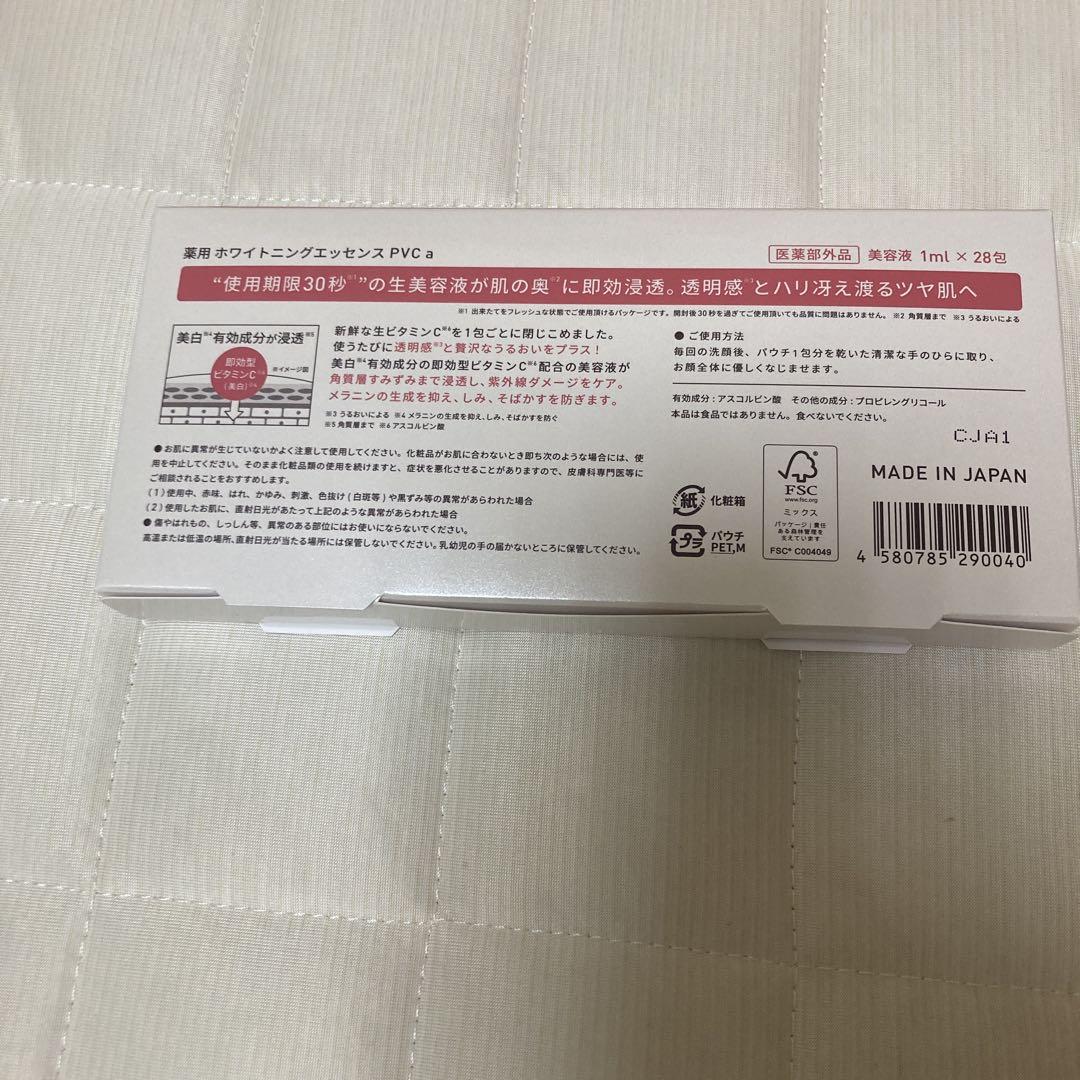 薬用 ホワイトニングエッセンス PVC a
医薬部外品 美容液 1ml × 28包
“使用期限30秒※1”の生美容液が肌の奥※2に即効浸透。透明感※3とハリ冴え渡るツヤ肌へ
※1 出来たてをフレッシュな状態でご使用頂けるパッケージです。開封後30秒を過ぎてご使用頂いても品質に問題はありません。 ※2 角質層まで ※3 うるおいによる
美白※4有効成分が浸透※5
即効型
ビタミンC※6
(美白)※4
※イメージ図
新鮮な生ビタミンC※6を1包ごとに閉じこめました。
使うたびに透明感※3と贅沢なうるおいをプラス!
美白※4有効成分の即効型ビタミンC※6配合の美容液が
角質層すみずみまで浸透し、紫外線ダメージをケア。
メラニンの生成を抑え、しみ、そばかすを防ぎます。
※3 うるおいによる ※4 メラニンの生成を抑え、しみ、そばかすを防ぐ
※5 角質層まで ※6 アスコルビン酸
● ご使用方法
毎回の洗顔後、パウチ1包分を乾いた清潔な手のひらに取り、
お顔全体に優しくなじませます。
有効成分：アスコルビン酸 その他の成分：プロピレングリコール
本品は食品ではありません。食べないでください。
CJA1
● お肌に異常が生じていないかよく注意して使用してください。化粧品がお肌に合わないとき即ち次のような場合には、使
用を中止してください。そのまま化粧品類の使用を続けますと、症状を悪化させることがありますので、皮膚科専門医等に
ご相談されることをおすすめします。
(1)使用中、赤味、はれ、かゆみ、刺激、色抜け(白斑等)や黒ずみ等の異常があらわれた場合
(2)使用したお肌に、直射日光があたって上記のような異常があらわれた場合
● 傷やはれもの、しっしん等、異常のある部位にはお使いにならないでください。
高温または低温の場所、直射日光が当たる場所には保管しないでください。乳幼児の手の届かないところに保管してください。
紙 化粧箱
プラ パウチ
PET,M
FSC
www.fsc.org
ミックス
パッケージ｜責任
ある森林管理を
支えています
FSC® C004049
MADE IN JAPAN
4 580785 290040